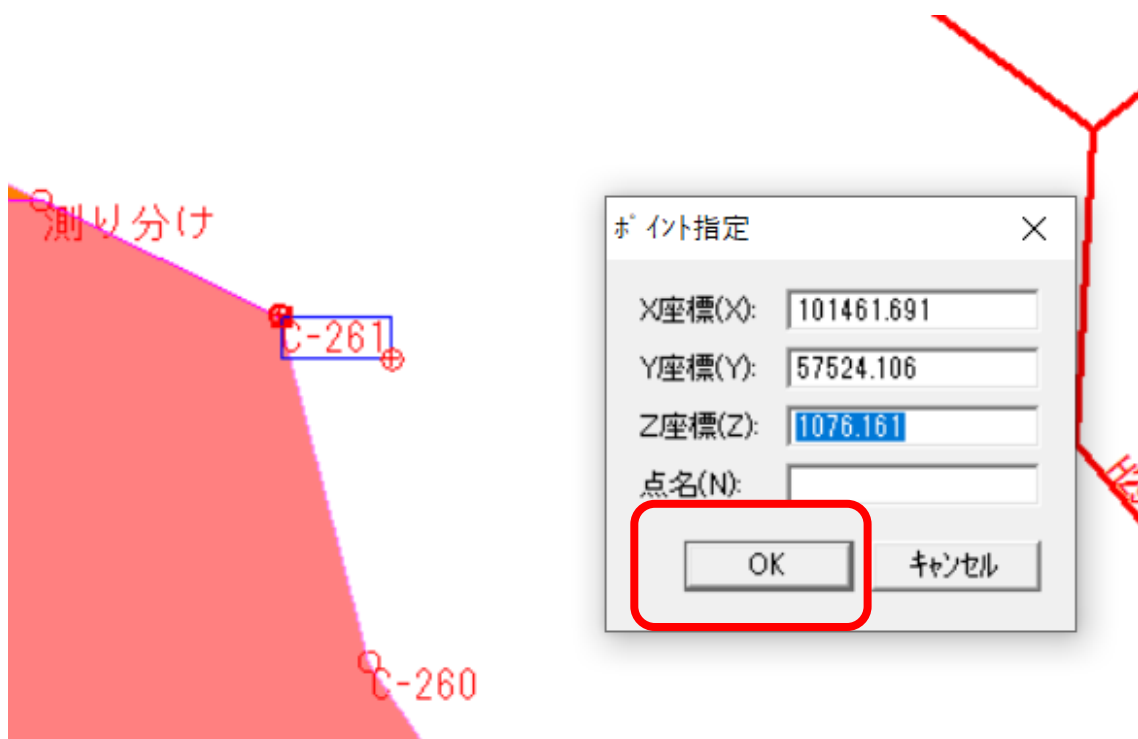 測り分け
C-261
C-260
ポイント指定
X座標(X): 101461.691
Y座標(Y): 57524.106
Z座標(Z): 1076.161
点名(N):
OK キャンセル